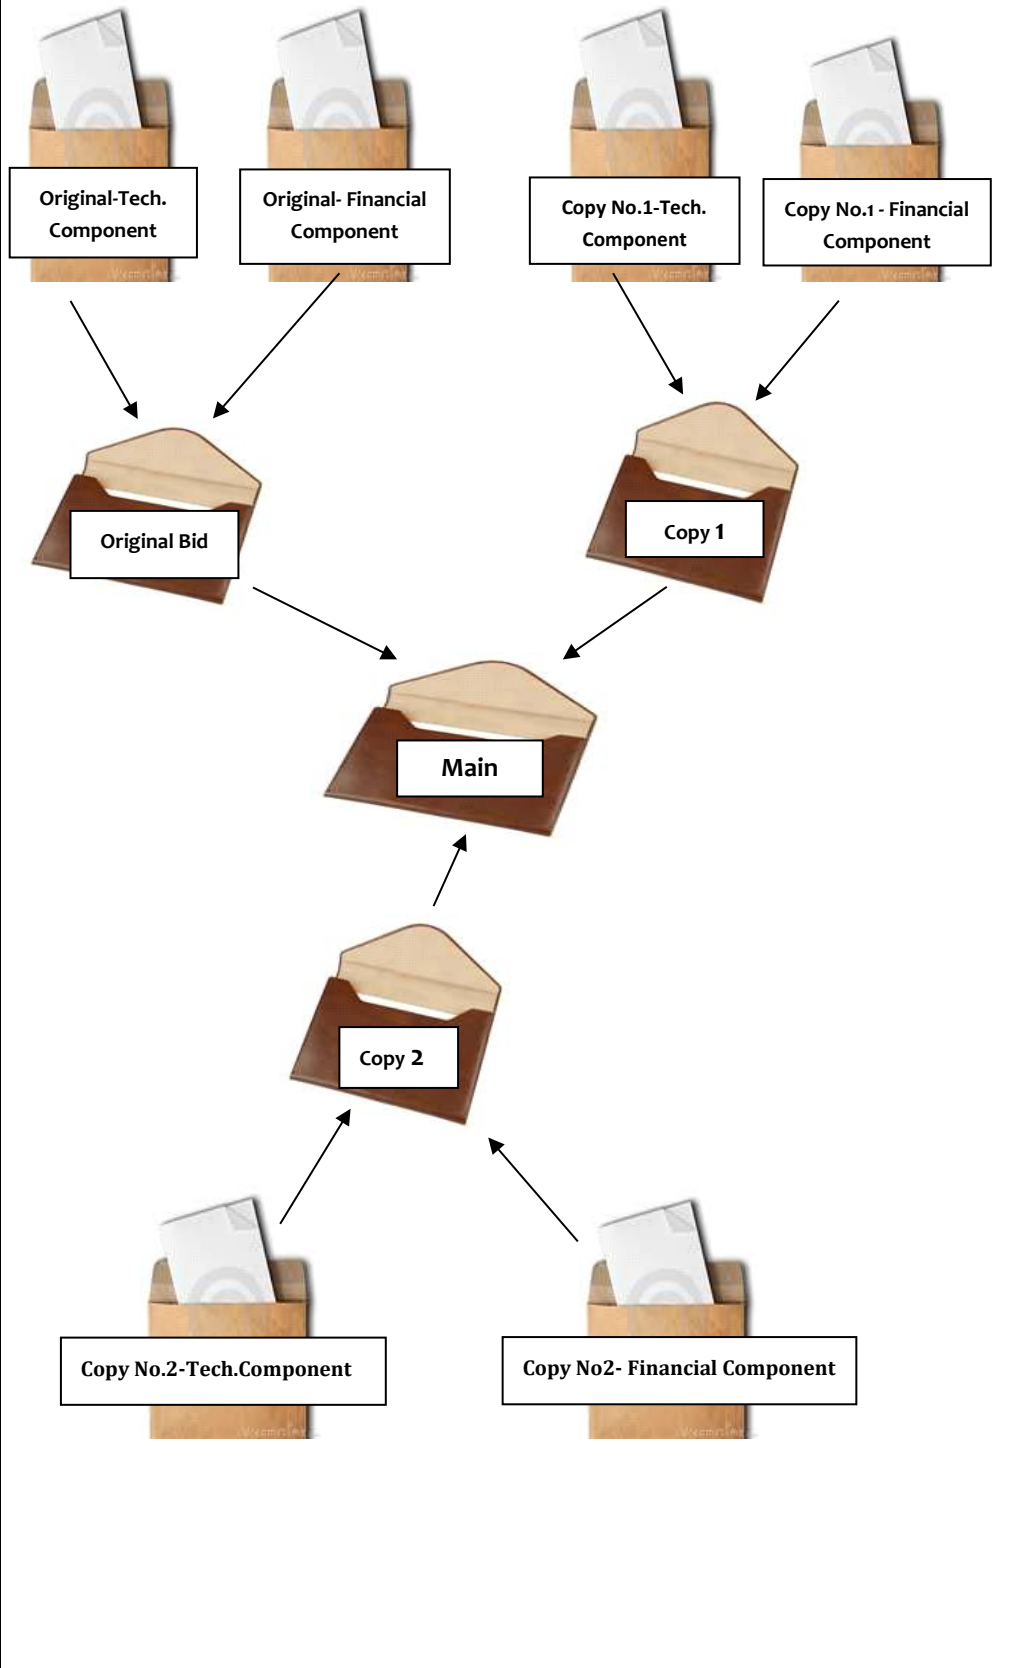 Original-Tech.
Component
Original- Financial
Component
Copy No.1-Tech.
Component
Copy No.1 - Financial
Component
Original Bid
Copy 1
Main
Copy 2
Copy No.2-Tech.Component
Copy No2- Financial Component